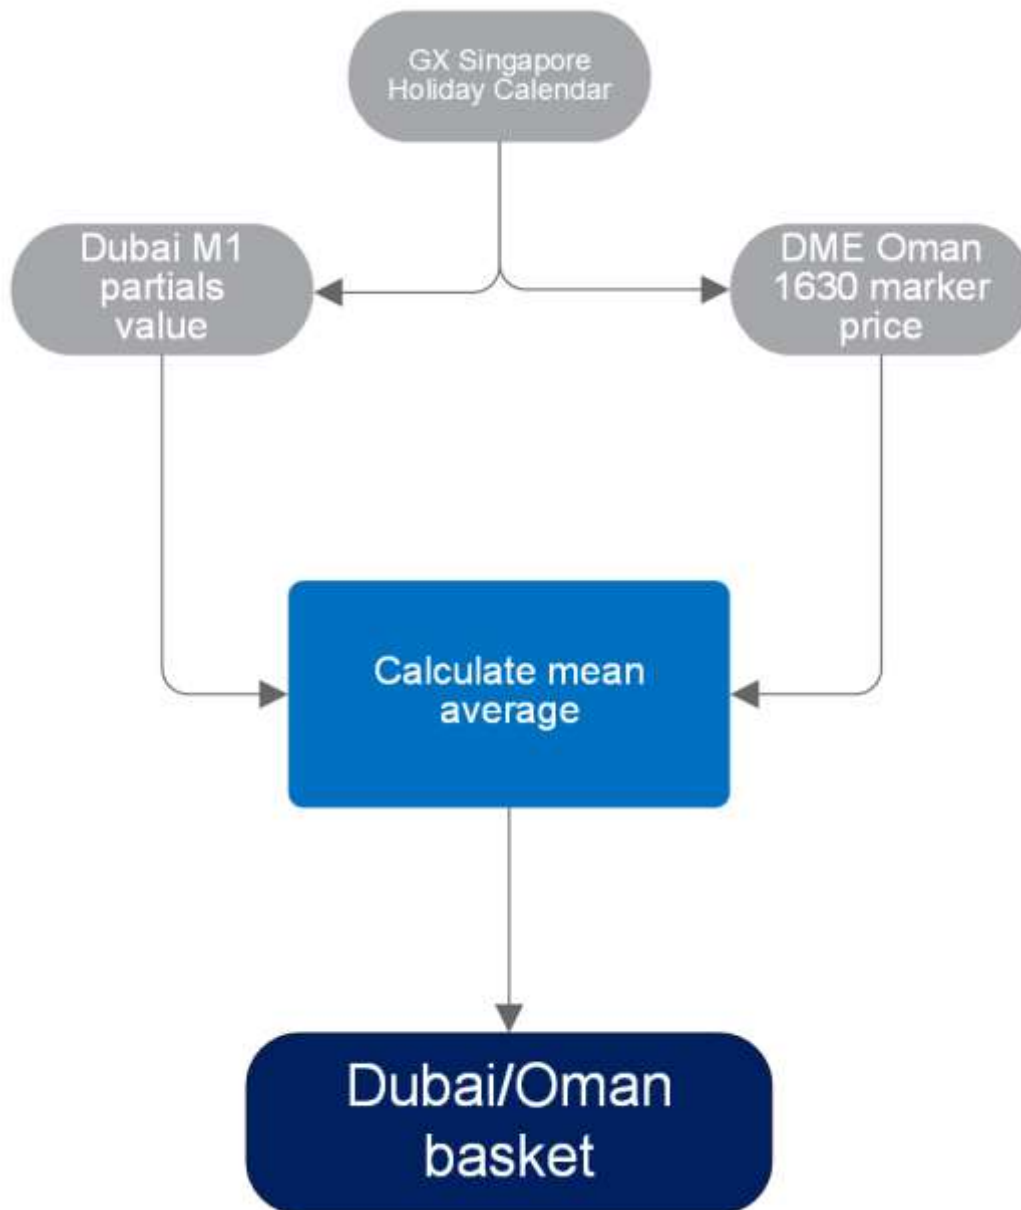 GX Singapore
Holiday Calendar
Dubai M1
partials
value
DME Oman
1630 marker
price
Calculate mean
average
Dubai/Oman
basket